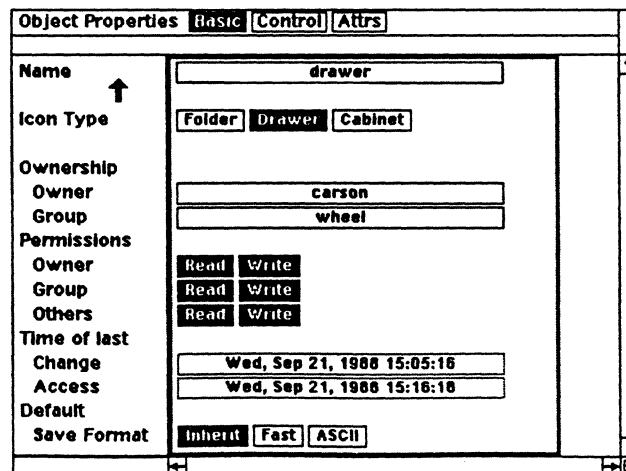 Object Properties Basic Control Attrs
Name drawer
Icon Type Folder Drawer Cabinet
Ownership
Owner carson
Group wheel
Permissions
Owner Read Write
Group Read Write
Others Read Write
Time of last
Change Wed, Sep 21, 1988 15:05:16
Access Wed, Sep 21, 1988 15:16:18
Default
Save Format Inherit Fast ASCII